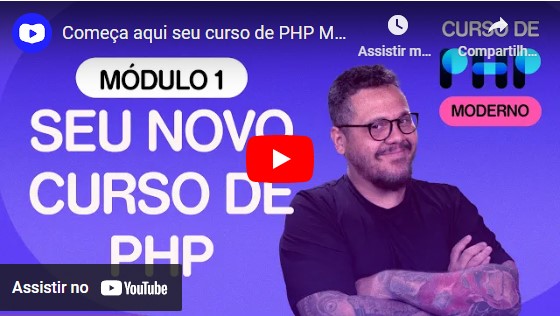 Começa aqui seu curso de PHP M...
Assistir m...
Compartilh...
CURSO DE
PHP
MODERNO
MÓDULO 1
SEU NOVO
CURSO DE
PHP
Assistir no YouTube